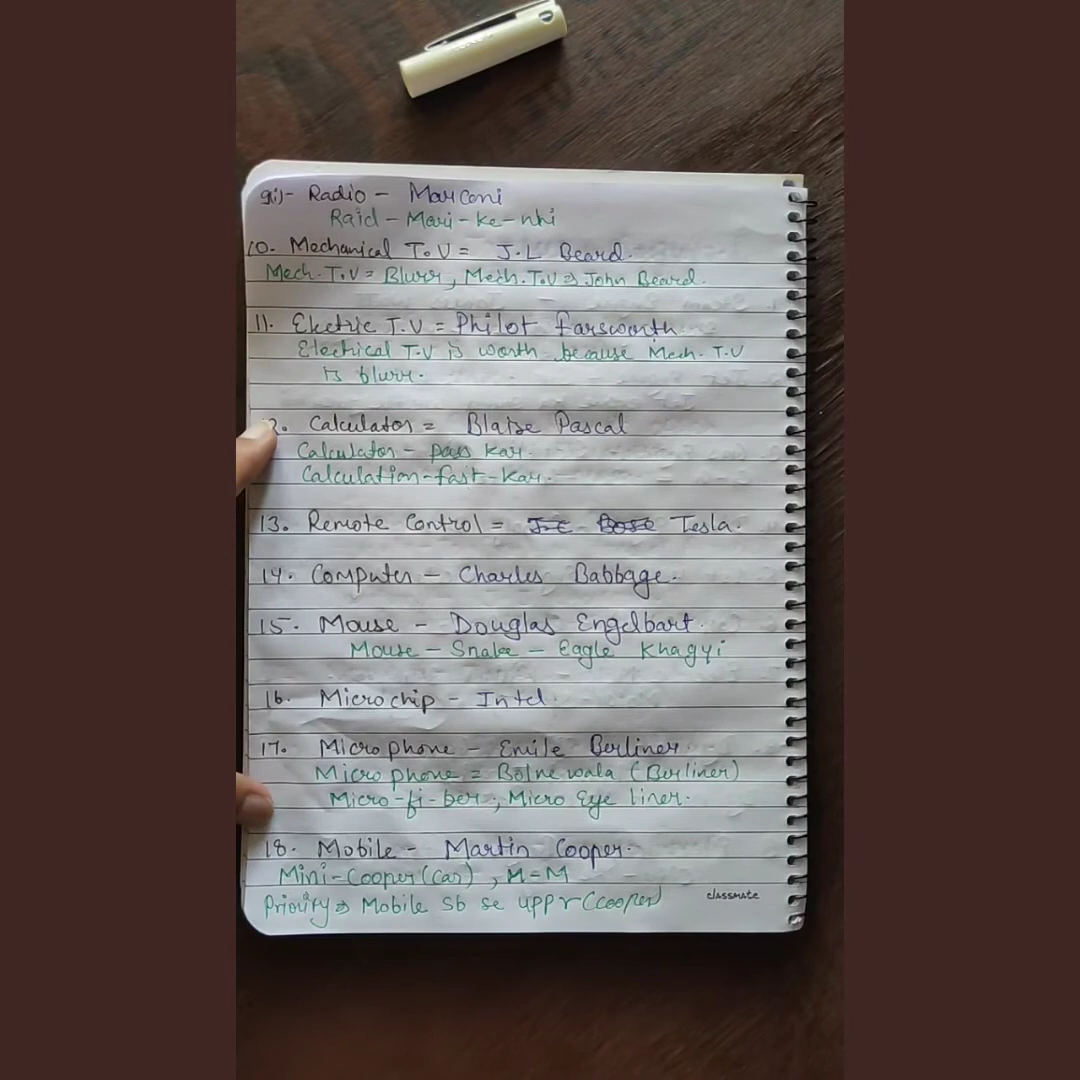 9ii)- Radio - Marconi
Raid - Mari - ke - nhi
10. Mechanical T.V = J.L Beard.
Mech. T.V = Blurr, Mech. T.V => John Beard.
11. Electric T.V = Philot farsworth.
Electrical T.V is worth because Mech. T.V
is blurr.
2. Calculator = Blaise Pascal
Calculator - pass kar.
Calculation - fast - kar.
13. Remote Control = Tesla.
14. Computer - Charles Babbage.
15. Mouse - Douglas Engelbart.
Mouse - Snake - Eagle Khagyi
16. Microchip - Intel.
17. Microphone - Emile Berliner.
Microphone = Bolne wala (Berliner)
Micro-fi-ber, Micro Eye liner.
18. Mobile - Martin Cooper.
Mini-Cooper (Car), M=M
Priority => Mobile Sb se uppr (cooper)
classmate